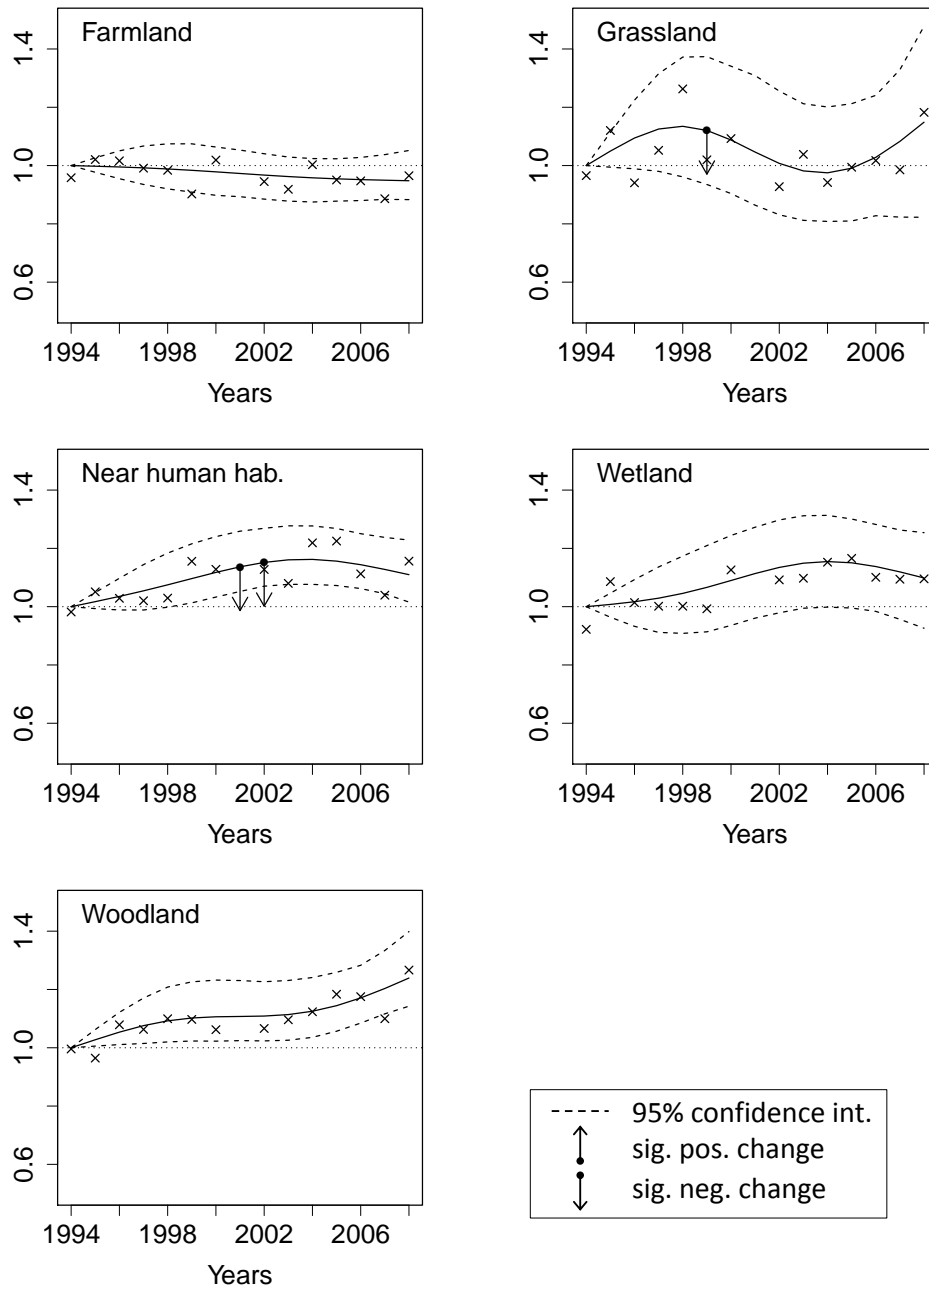 Farmland
1.4
1.0
0.6
1994 1998 2002 2006
Years
Grassland
1.4
1.0
0.6
1994 1998 2002 2006
Years
Near human hab.
1.4
1.0
0.6
1994 1998 2002 2006
Years
Wetland
1.4
1.0
0.6
1994 1998 2002 2006
Years
Woodland
1.4
1.0
0.6
1994 1998 2002 2006
Years
95% confidence int.
sig. pos. change
sig. neg. change